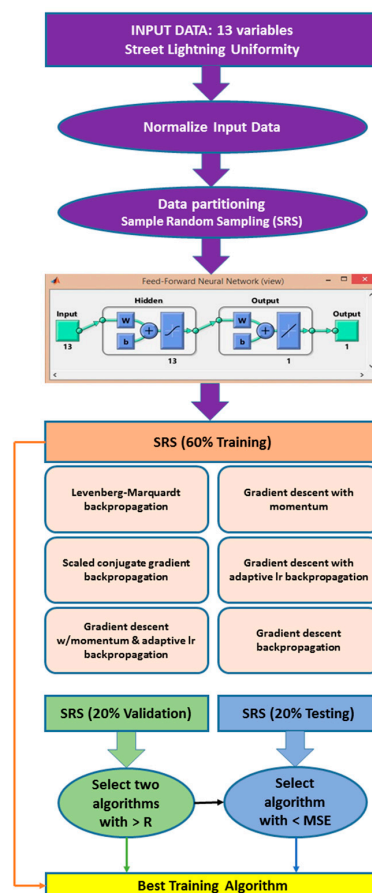 INPUT DATA: 13 variables
Street Lightning Uniformity
Normalize Input Data
Data partitioning
Sample Random Sampling (SRS)
Feed-Forward Neural Network (view)
Hidden
Output
Input
Output
W
W
+
+
b
b
13
13
1
1
SRS (60% Training)
Levenberg-Marquardt
backpropagation
Gradient descent with
momentum
Scaled conjugate gradient
backpropagation
Gradient descent with
adaptive lr backpropagation
Gradient descent
w/momentum & adaptive lr
backpropagation
Gradient descent
backpropagation
SRS (20% Validation)
SRS (20% Testing)
Select two
algorithms
with > R
Select
algorithm
with < MSE
Best Training Algorithm